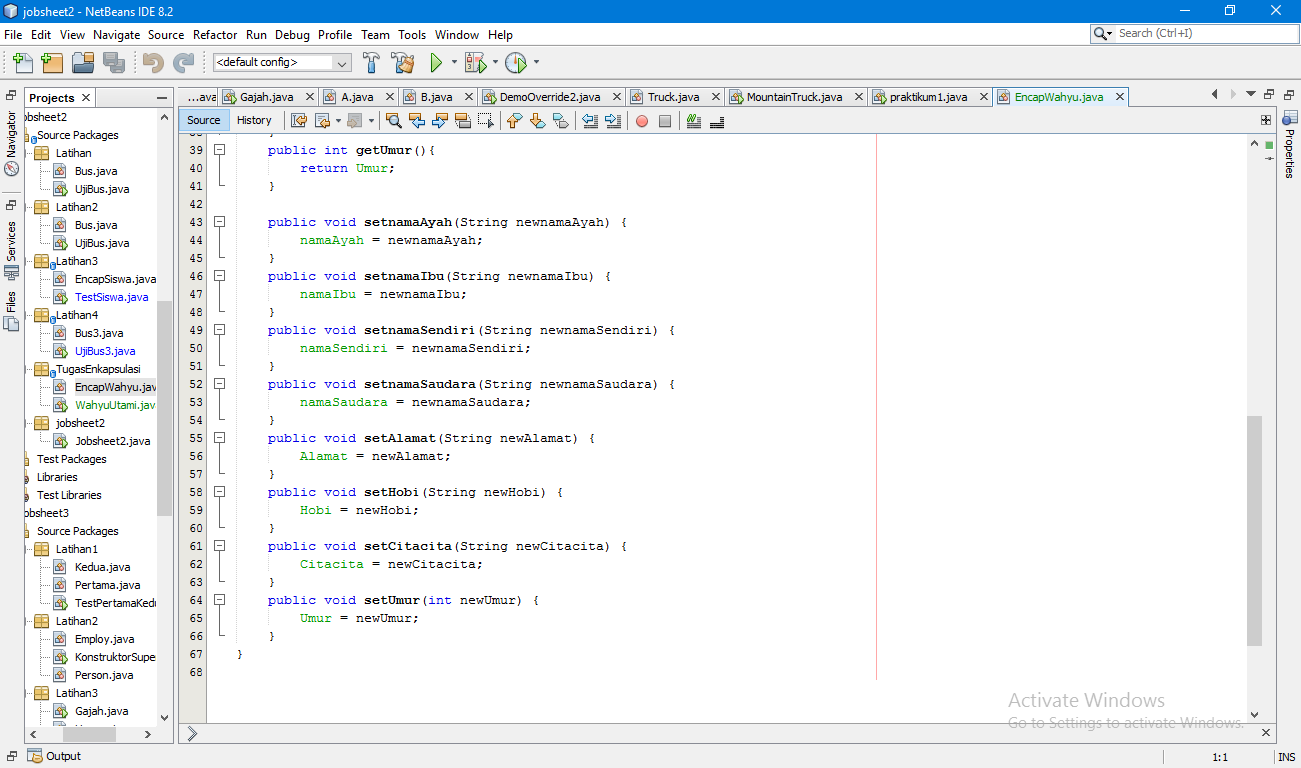 jobsheet2 - NetBeans IDE 8.2
File Edit View Navigate Source Refactor Run Debug Profile Team Tools Window Help
Search (Ctrl+I)
<default config>
Projects
...ava Gajah.java A.java B.java DemoOverride2.java Truck.java MountainTruck.java praktikum1.java EncapWahyu.java
Source History
Navigator
Services
Files
Properties
obsheet2
Source Packages
Latihan
Bus.java
UjiBus.java
Latihan2
Bus.java
UjiBus.java
Latihan3
EncapSiswa.java
TestSiswa.java
Latihan4
Bus3.java
UjiBus3.java
TugasEnkapsulasi
EncapWahyu.jav
WahyuUtami.jav
jobsheet2
Jobsheet2.java
Test Packages
Libraries
Test Libraries
obsheet3
Source Packages
Latihan1
Kedua.java
Pertama.java
TestPertamaKedu
Latihan2
Employ.java
KonstruktorSupe
Person.java
Latihan3
Gajah.java
39 public int getUmur(){
40 return Umur;
41 }
42
43 public void setnamaAyah(String newnamaAyah) {
44 namaAyah = newnamaAyah;
45 }
46 public void setnamaIbu(String newnamaIbu) {
47 namaIbu = newnamaIbu;
48 }
49 public void setnamaSendiri(String newnamaSendiri) {
50 namaSendiri = newnamaSendiri;
51 }
52 public void setnamaSaudara(String newnamaSaudara) {
53 namaSaudara = newnamaSaudara;
54 }
55 public void setAlamat(String newAlamat) {
56 Alamat = newAlamat;
57 }
58 public void setHobi(String newHobi) {
59 Hobi = newHobi;
60 }
61 public void setCitacita(String newCitacita) {
62 Citacita = newCitacita;
63 }
64 public void setUmur(int newUmur) {
65 Umur = newUmur;
66 }
67 }
68
Activate Windows
Go to Settings to activate Windows.
Output
1:1 INS